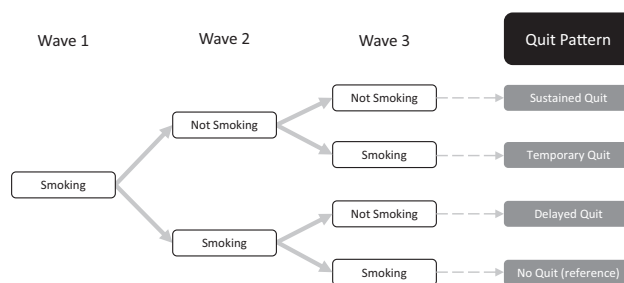 Wave 1
Wave 2
Wave 3
Quit Pattern
Not Smoking
Sustained Quit
Not Smoking
Smoking
Temporary Quit
Smoking
Not Smoking
Delayed Quit
Smoking
Smoking
No Quit (reference)